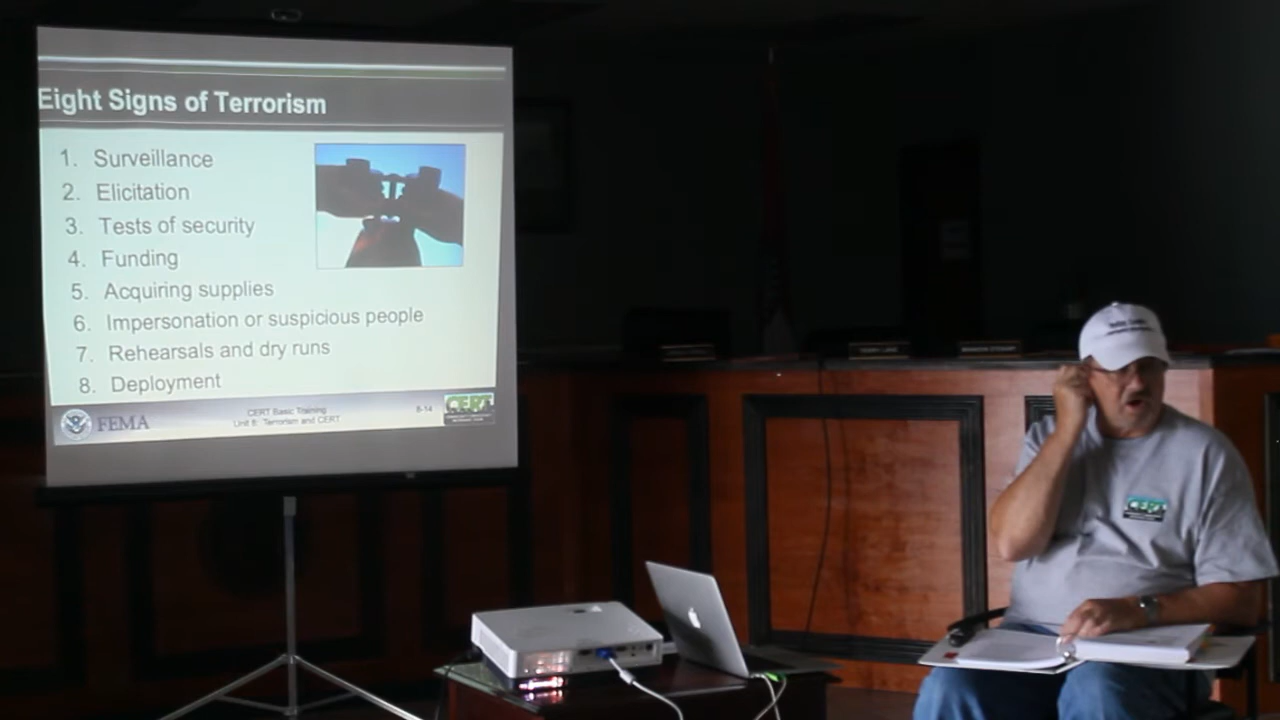 Eight Signs of Terrorism
1. Surveillance
2. Elicitation
3. Tests of security
4. Funding
5. Acquiring supplies
6. Impersonation or suspicious people
7. Rehearsals and dry runs
8. Deployment
FEMA
CERT Basic Training
Unit 8: Terrorism and CERT
8-14
CERT
CERT